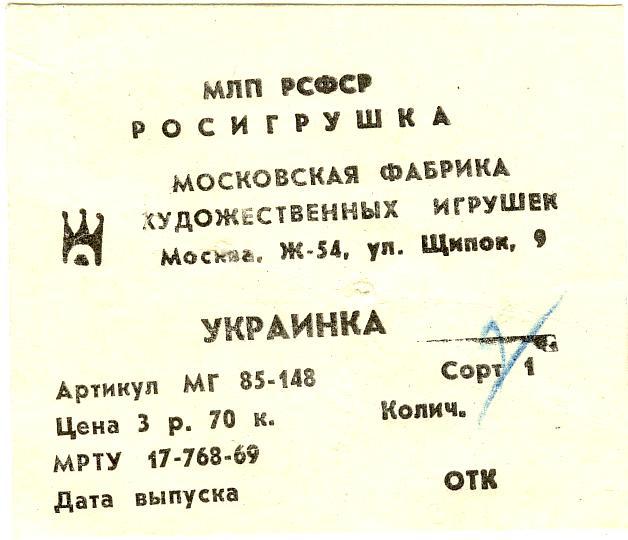 МЛП РСФСР
РОСИГРУШКА
МОСКОВСКАЯ ФАБРИКА
ХУДОЖЕСТВЕННЫХ ИГРУШЕК
Москва, Ж-54, ул. Щипок, 9
УКРАИНКА
Артикул МГ 85-148
Сорт 1
Цена 3 р. 70 к.
Колич.
МРТУ 17-768-69
Дата выпуска
ОТК